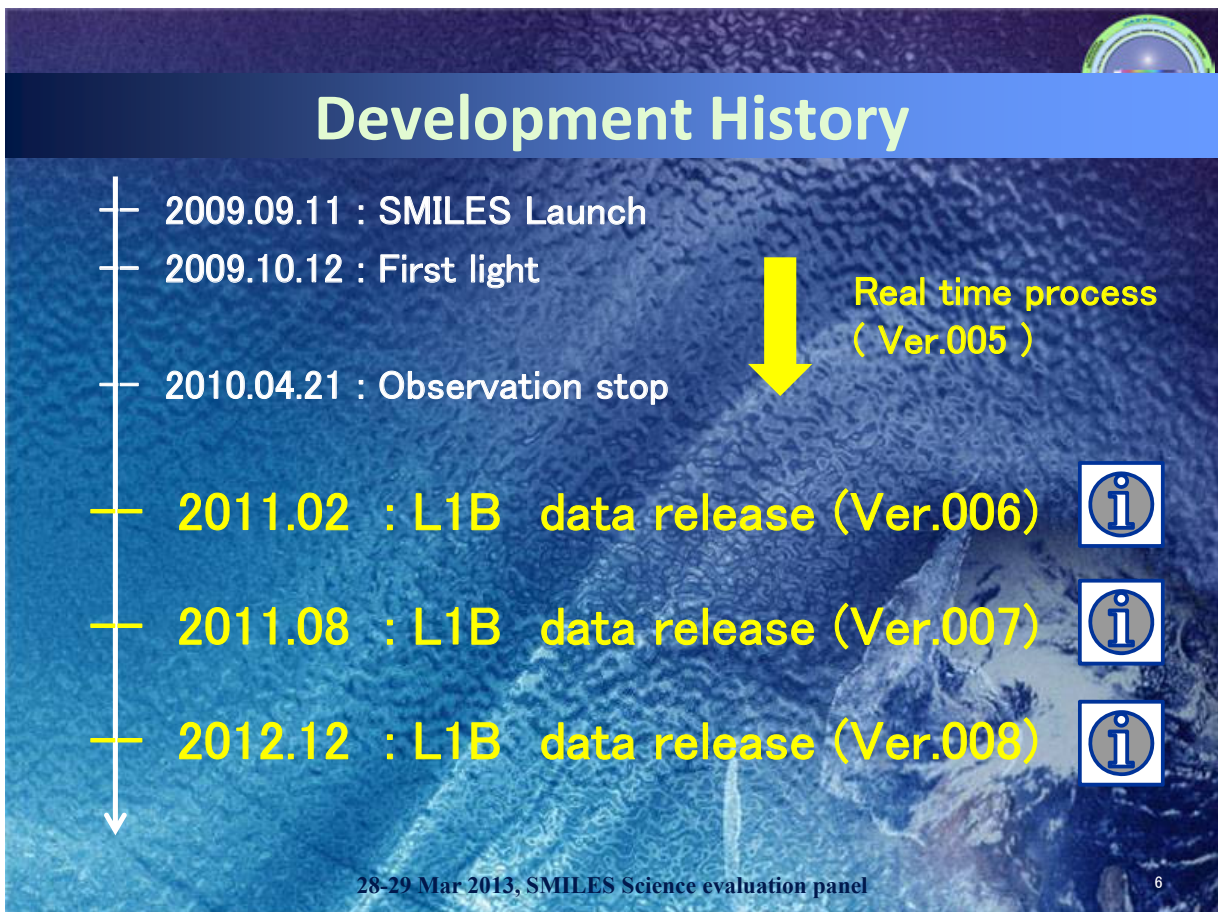 Development History
2009.09.11 : SMILES Launch
2009.10.12 : First light
Real time process
( Ver.005 )
2010.04.21 : Observation stop
2011.02 : L1B data release (Ver.006)
2011.08 : L1B data release (Ver.007)
2012.12 : L1B data release (Ver.008)
28-29 Mar 2013, SMILES Science evaluation panel
6